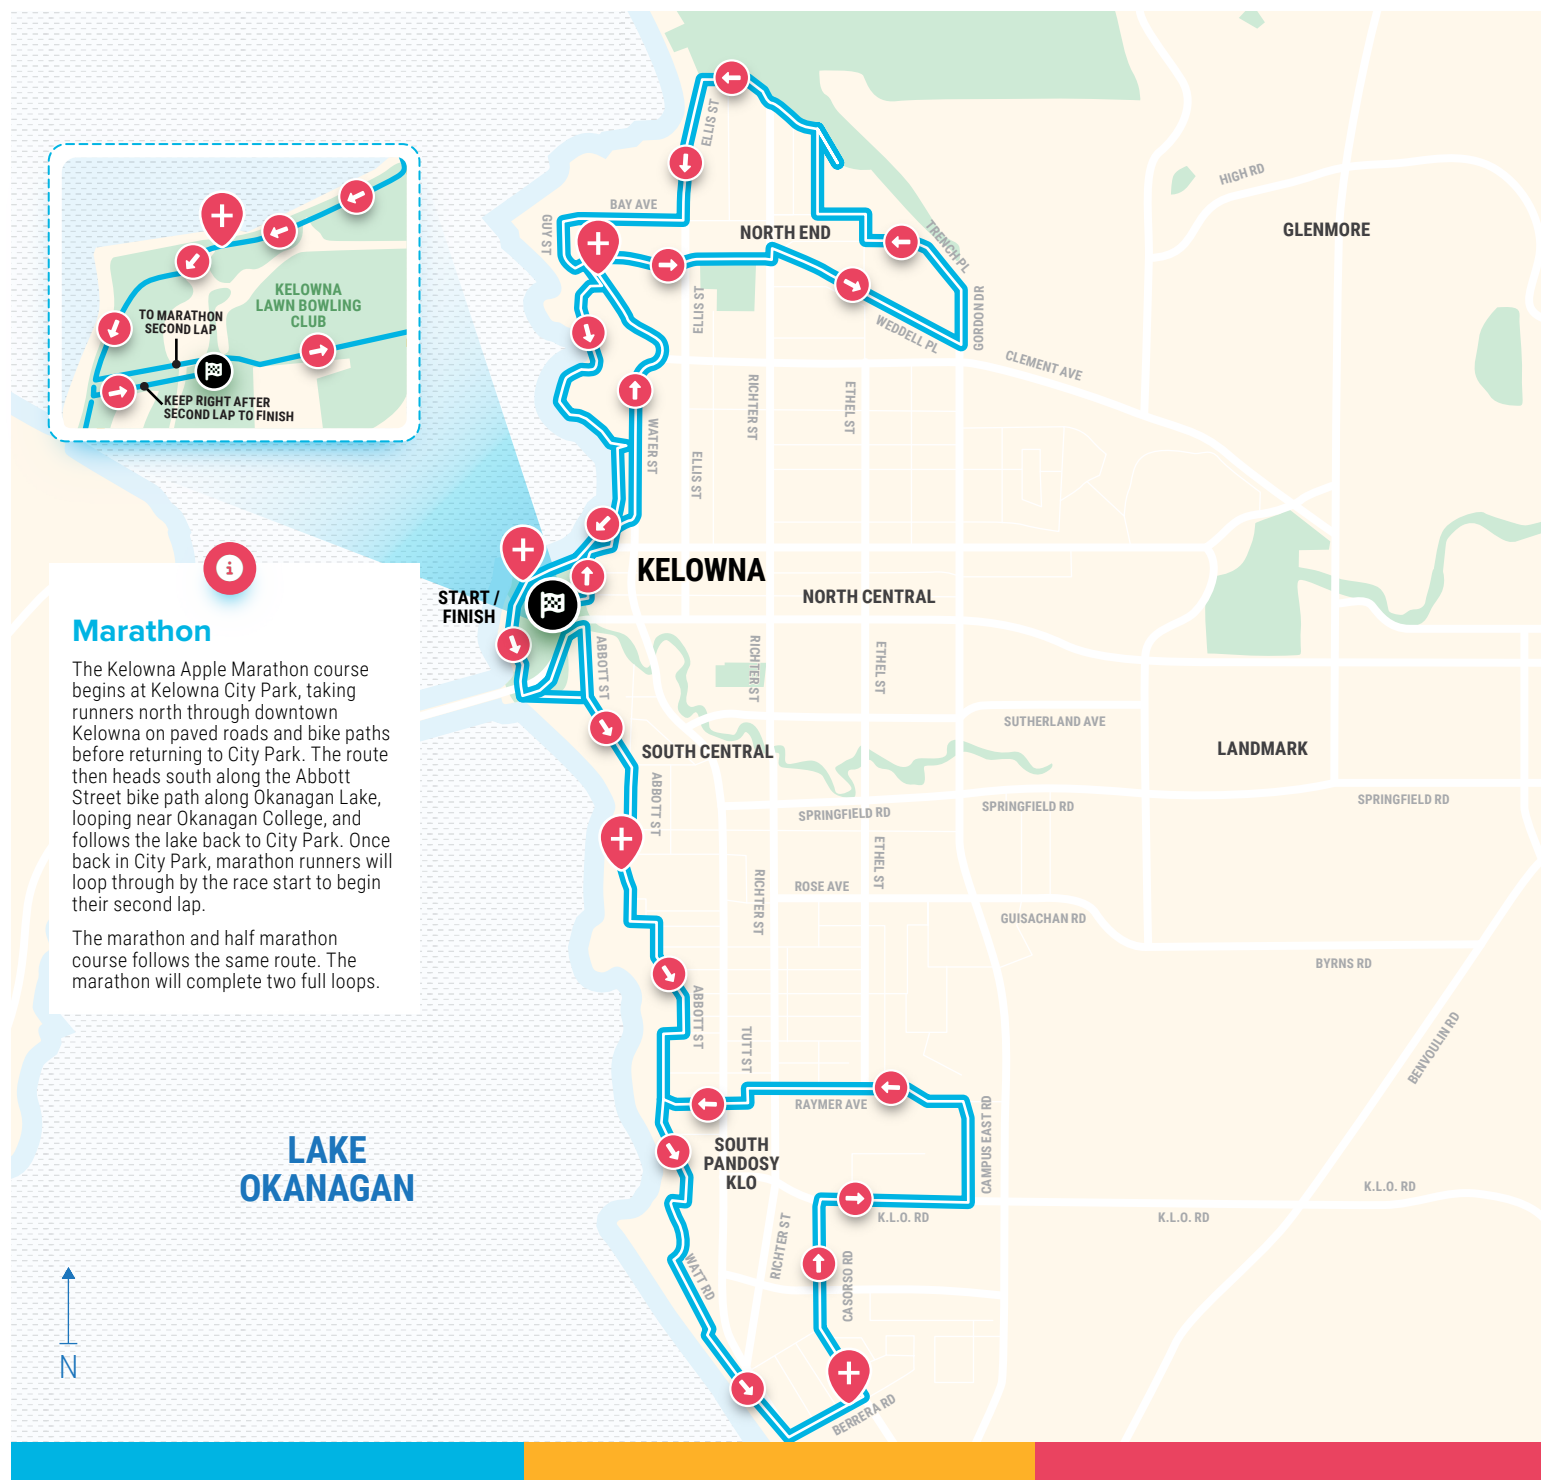 ELLIS ST
BAY AVE
GUY ST
NORTH END
TRENCH PL
HIGH RD
GLENMORE
KELOWNA
LAWN BOWLING
CLUB
TO MARATHON
SECOND LAP
KEEP RIGHT AFTER
SECOND LAP TO FINISH
ELLIS ST
WEDDELL PL
GORDON DR
CLEMENT AVE
RICHTER ST
ETHEL ST
WATER ST
ELLIS ST
START /
FINISH
KELOWNA
NORTH CENTRAL
ABBOTT ST
RICHTER ST
ETHEL ST
SUTHERLAND AVE
SOUTH CENTRAL
LANDMARK
ABBOTT ST
SPRINGFIELD RD
SPRINGFIELD RD
SPRINGFIELD RD
ETHEL ST
ROSE AVE
RICHTER ST
GUISACHAN RD
BYRNS RD
ABBOTT ST
TUTT ST
BENVOULIN RD
RAYMER AVE
CAMPUS EAST RD
SOUTH
PANDOSY
KLO
K.L.O. RD
K.L.O. RD
K.L.O. RD
RICHTER ST
WATT RD
CASORSO RD
BERRERA RD
Marathon
The Kelowna Apple Marathon course
begins at Kelowna City Park, taking
runners north through downtown
Kelowna on paved roads and bike paths
before returning to City Park. The route
then heads south along the Abbott
Street bike path along Okanagan Lake,
looping near Okanagan College, and
follows the lake back to City Park. Once
back in City Park, marathon runners will
loop through by the race start to begin
their second lap.
The marathon and half marathon
course follows the same route. The
marathon will complete two full loops.
LAKE
OKANAGAN
N